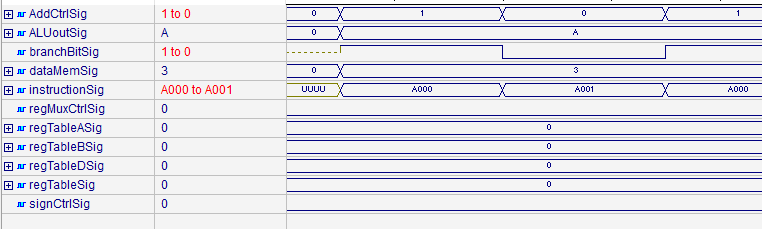 AddCtrlSig 1 to 0 0 1 0 1
ALUoutSig A 0 A
branchBitSig 1 to 0
dataMemSig 3 0 3
instructionSig A000 to A001 UUUU A000 A001 A000
regMuxCtrlSig 0
regTableASig 0 0
regTableBSig 0 0
regTableDSig 0 0
regTableSig 0 0
signCtrlSig 0